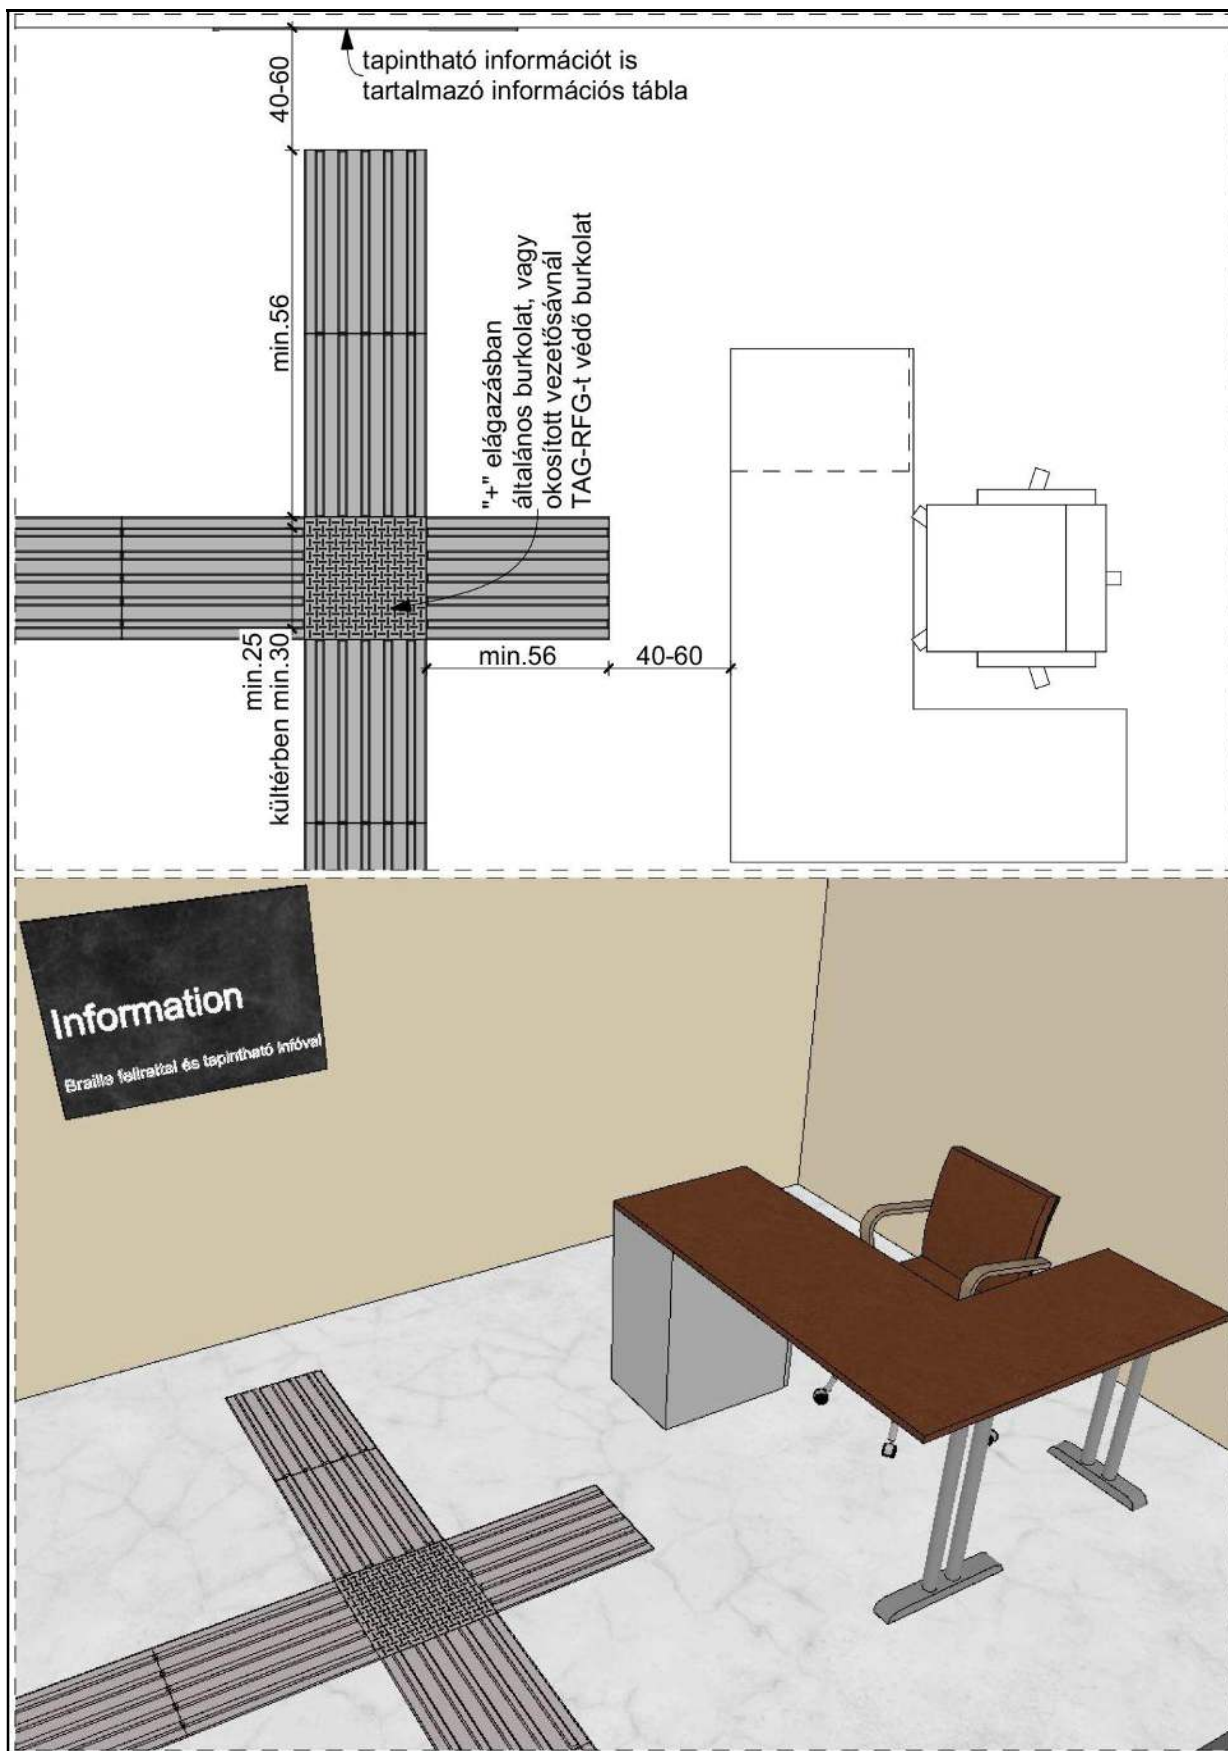 tapintható információt is
tartalmazó információs tábla
40-60
min.56
"+" elágazásban
általános burkolat, vagy
okosított vezetősávnál
TAG-RFG-t védő burkolat
min.25
kültérben min.30
min.56
40-60
Information
Braille felirattal és tapintható infóval